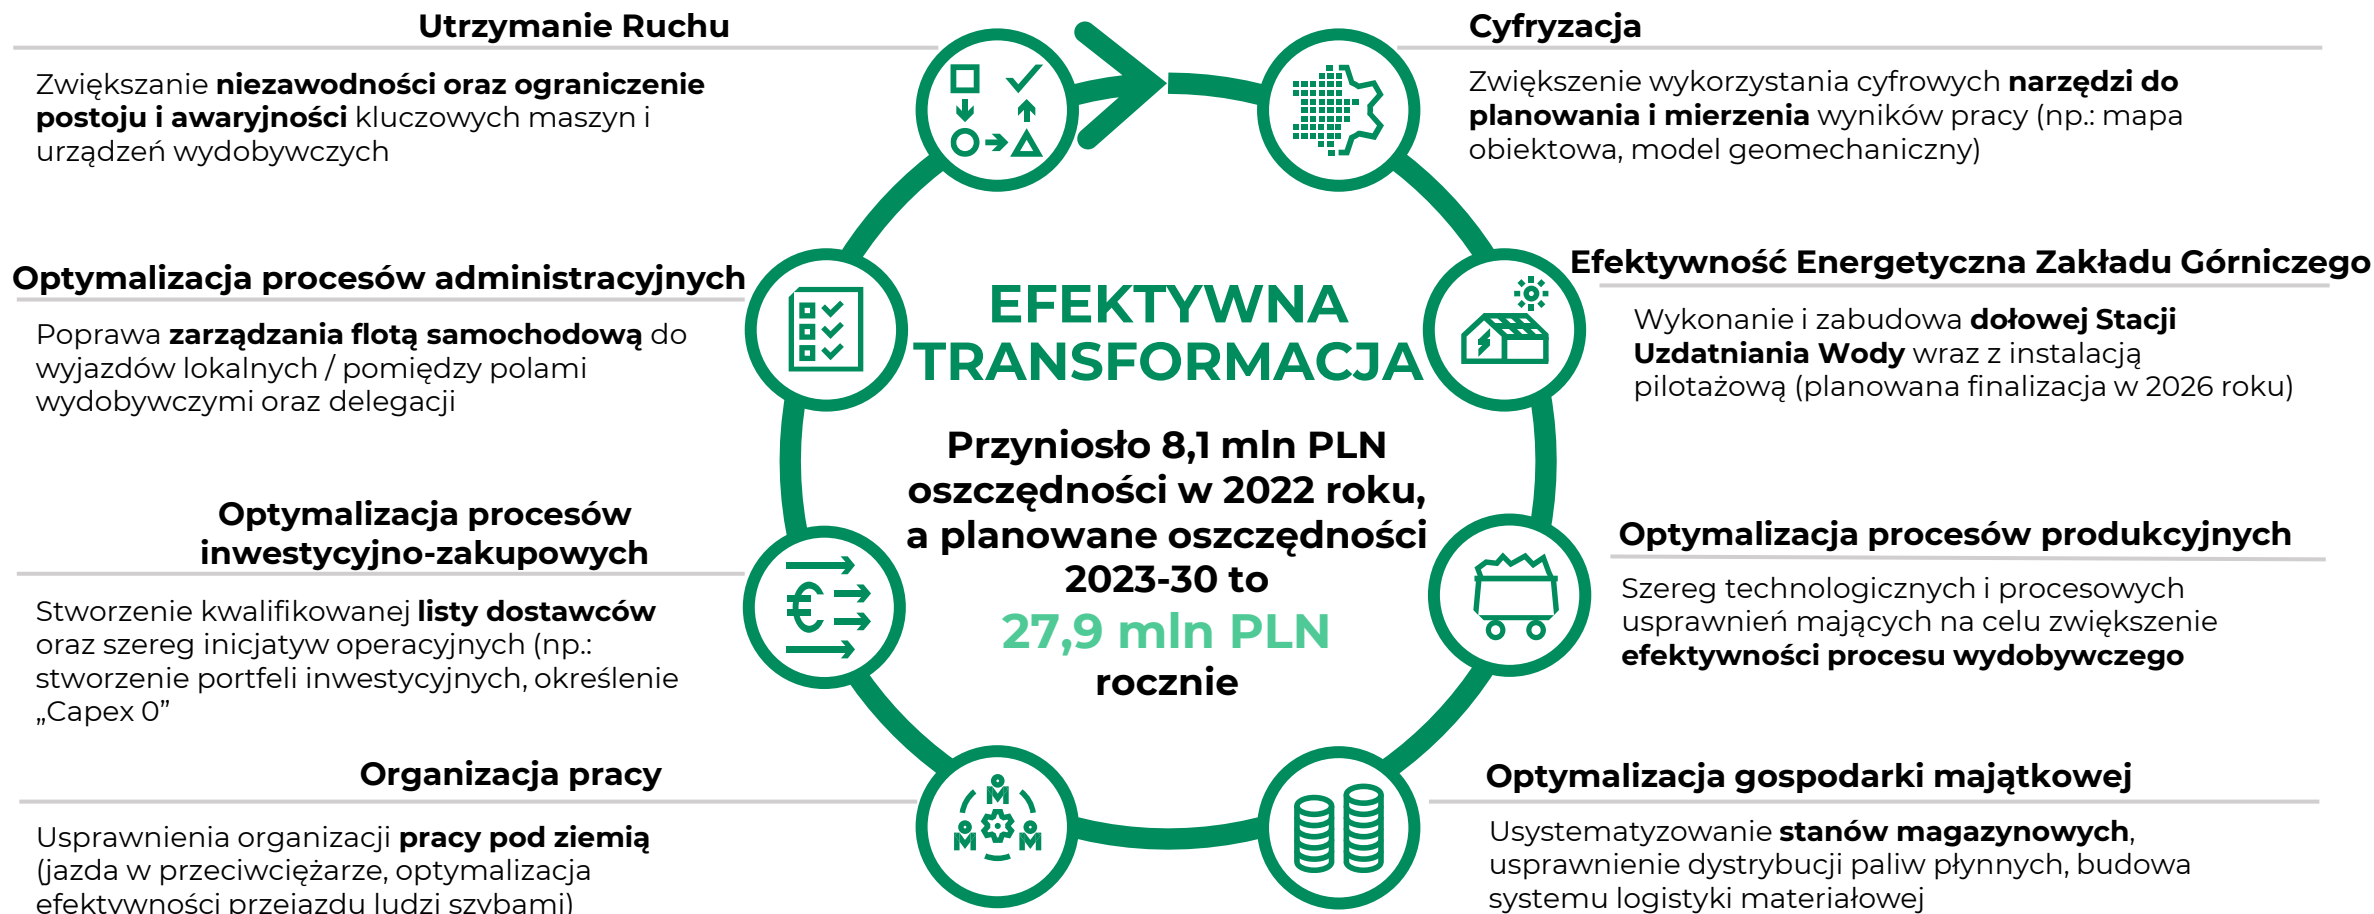 Utrzymanie Ruchu
Zwiększanie niezawodności oraz ograniczenie
postoju i awaryjności kluczowych maszyn i
urządzeń wydobywczych
Optymalizacja procesów administracyjnych
Poprawa zarządzania flotą samochodową do
wyjazdów lokalnych / pomiędzy polami
wydobywczymi oraz delegacji
Optymalizacja procesów
inwestycyjno-zakupowych
Stworzenie kwalifikowanej listy dostawców
oraz szereg inicjatyw operacyjnych (np.:
stworzenie portfeli inwestycyjnych, określenie
„Capex 0”
Organizacja pracy
Usprawnienia organizacji pracy pod ziemią
(jazda w przeciwciężarze, optymalizacja
efektywności przejazdu ludzi szybami)
EFEKTYWNA
TRANSFORMACJA
Przyniosło 8,1 mln PLN
oszczędności w 2022 roku,
a planowane oszczędności
2023-30 to
27,9 mln PLN
rocznie
Cyfryzacja
Zwiększenie wykorzystania cyfrowych narzędzi do
planowania i mierzenia wyników pracy (np.: mapa
obiektowa, model geomechaniczny)
Efektywność Energetyczna Zakładu Górniczego
Wykonanie i zabudowa dołowej Stacji
Uzdatniania Wody wraz z instalacją
pilotażową (planowana finalizacja w 2026 roku)
Optymalizacja procesów produkcyjnych
Szereg technologicznych i procesowych
usprawnień mających na celu zwiększenie
efektywności procesu wydobywczego
Optymalizacja gospodarki majątkowej
Usystematyzowanie stanów magazynowych,
usprawnienie dystrybucji paliw płynnych, budowa
systemu logistyki materiałowej